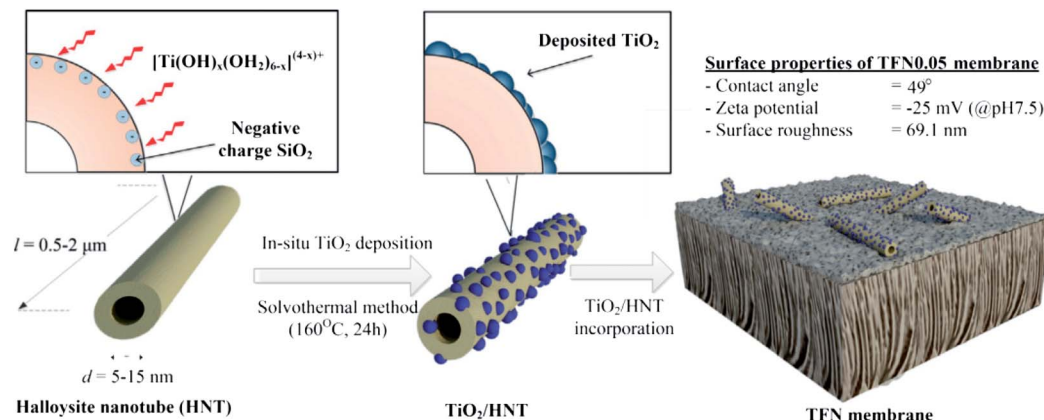 [Ti(OH)x(OH2)6-x](4-x)+
Negative
charge SiO2
l = 0.5-2 μm
d = 5-15 nm
Halloysite nanotube (HNT)
In-situ TiO2 deposition
Solvothermal method
(160°C, 24h)
Deposited TiO2
TiO2/HNT
TiO2/HNT
incorporation
Surface properties of TFN0.05 membrane
- Contact angle = 49°
- Zeta potential = -25 mV (@pH7.5)
- Surface roughness = 69.1 nm
TFN membrane